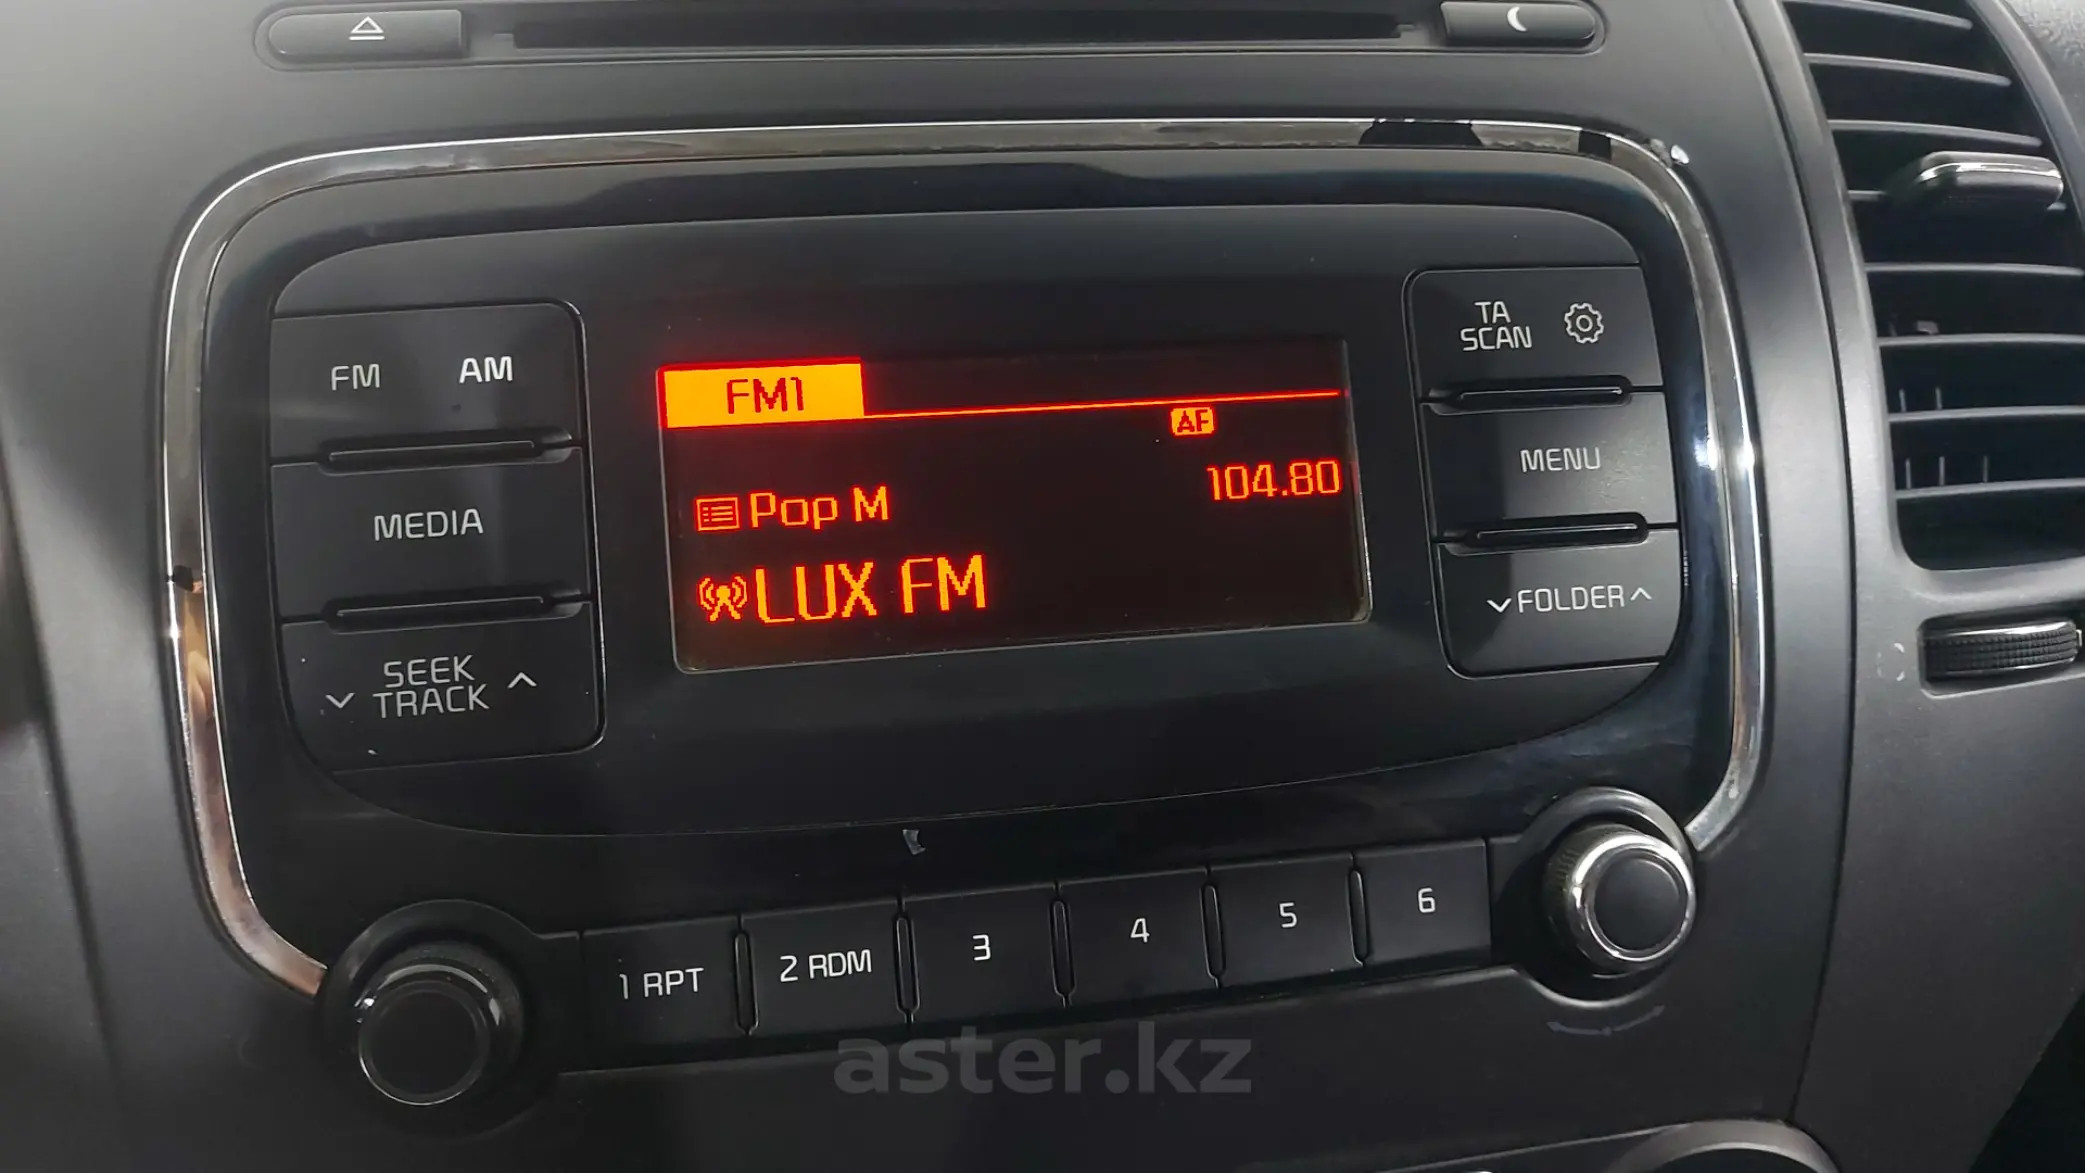 FM AM
MEDIA
SEEK
TRACK
FM1
AF
104.80
Pop M
LUX FM
TA
SCAN
MENU
FOLDER
1 RPT
2 RDM
3
4
5
6
aster.kz